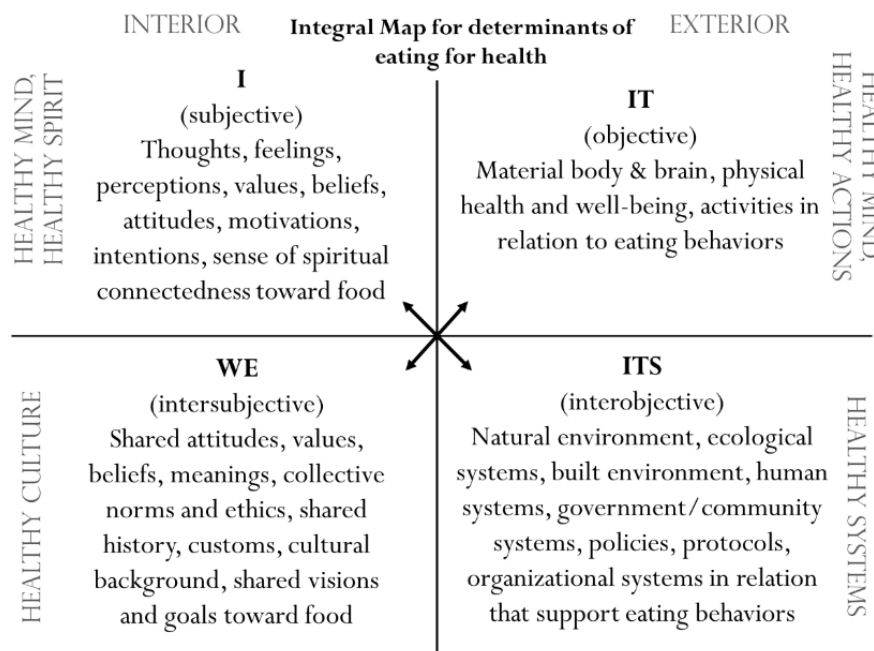 INTERIOR
Integral Map for determinants of
eating for health
EXTERIOR
HEALTHY MIND,
HEALTHY SPIRIT
I
(subjective)
Thoughts, feelings,
perceptions, values, beliefs,
attitudes, motivations,
intentions, sense of spiritual
connectedness toward food
IT
(objective)
Material body & brain, physical
health and well-being, activities in
relation to eating behaviors
HEALTHY MIND,
HEALTHY ACTIONS
HEALTHY CULTURE
WE
(intersubjective)
Shared attitudes, values,
beliefs, meanings, collective
norms and ethics, shared
history, customs, cultural
background, shared visions
and goals toward food
ITS
(interobjective)
Natural environment, ecological
systems, built environment, human
systems, government/community
systems, policies, protocols,
organizational systems in relation
that support eating behaviors
HEALTHY SYSTEMS